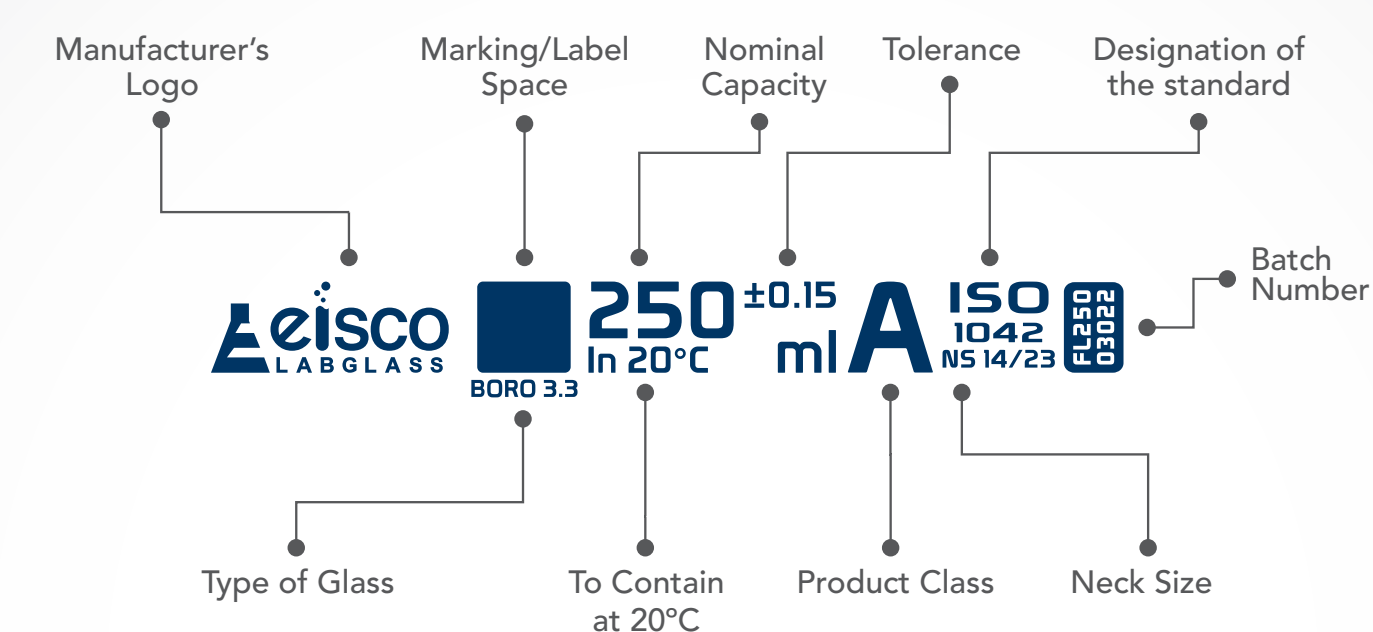 Manufacturer's
Logo
Marking/Label
Space
Nominal
Capacity
Tolerance
Designation of
the standard
Batch
Number
eisco
LABGLASS
BORO 3.3
250 ±0.15
In 20°C
ml
A
ISO
1042
NS 14/23
FL250
03022
Type of Glass
To Contain
at 20°C
Product Class
Neck Size